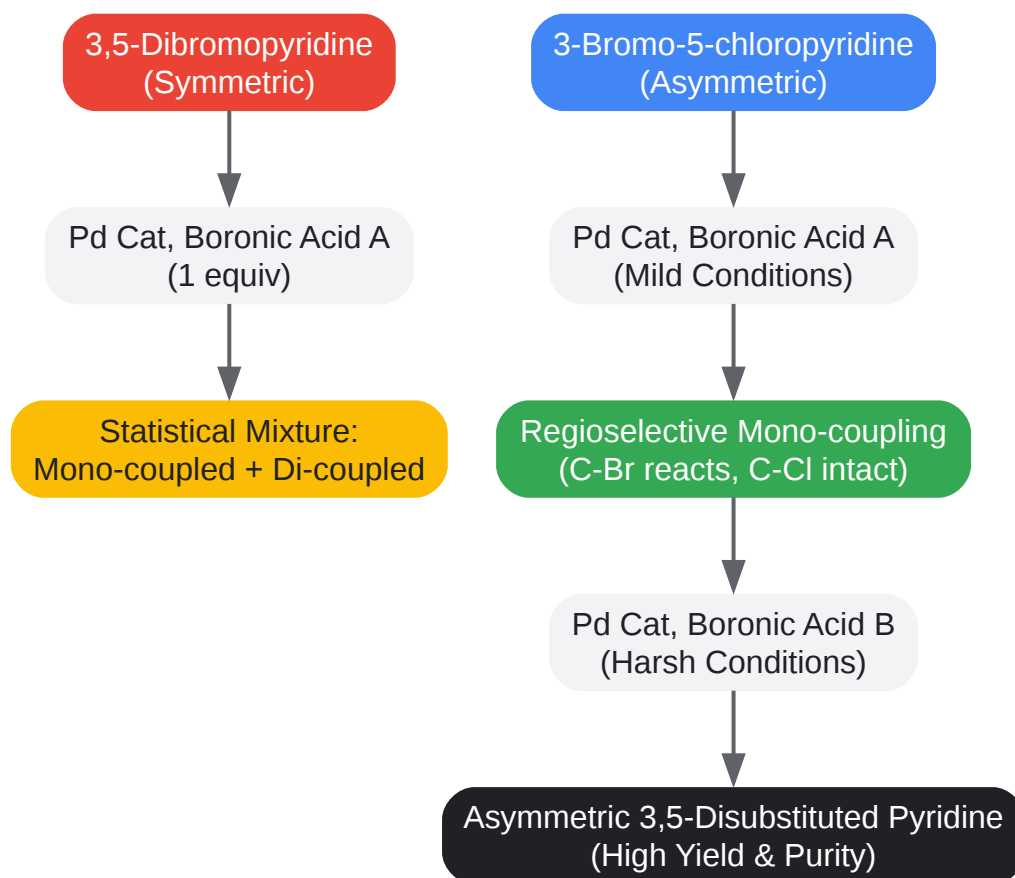 3,5-Dibromopyridine
(Symmetric)
Pd Cat, Boronic Acid A
(1 equiv)
Statistical Mixture:
Mono-coupled + Di-coupled
3-Bromo-5-chloropyridine
(Asymmetric)
Pd Cat, Boronic Acid A
(Mild Conditions)
Regioselective Mono-coupling
(C-Br reacts, C-Cl intact)
Pd Cat, Boronic Acid B
(Harsh Conditions)
Asymmetric 3,5-Disubstituted Pyridine
(High Yield & Purity)